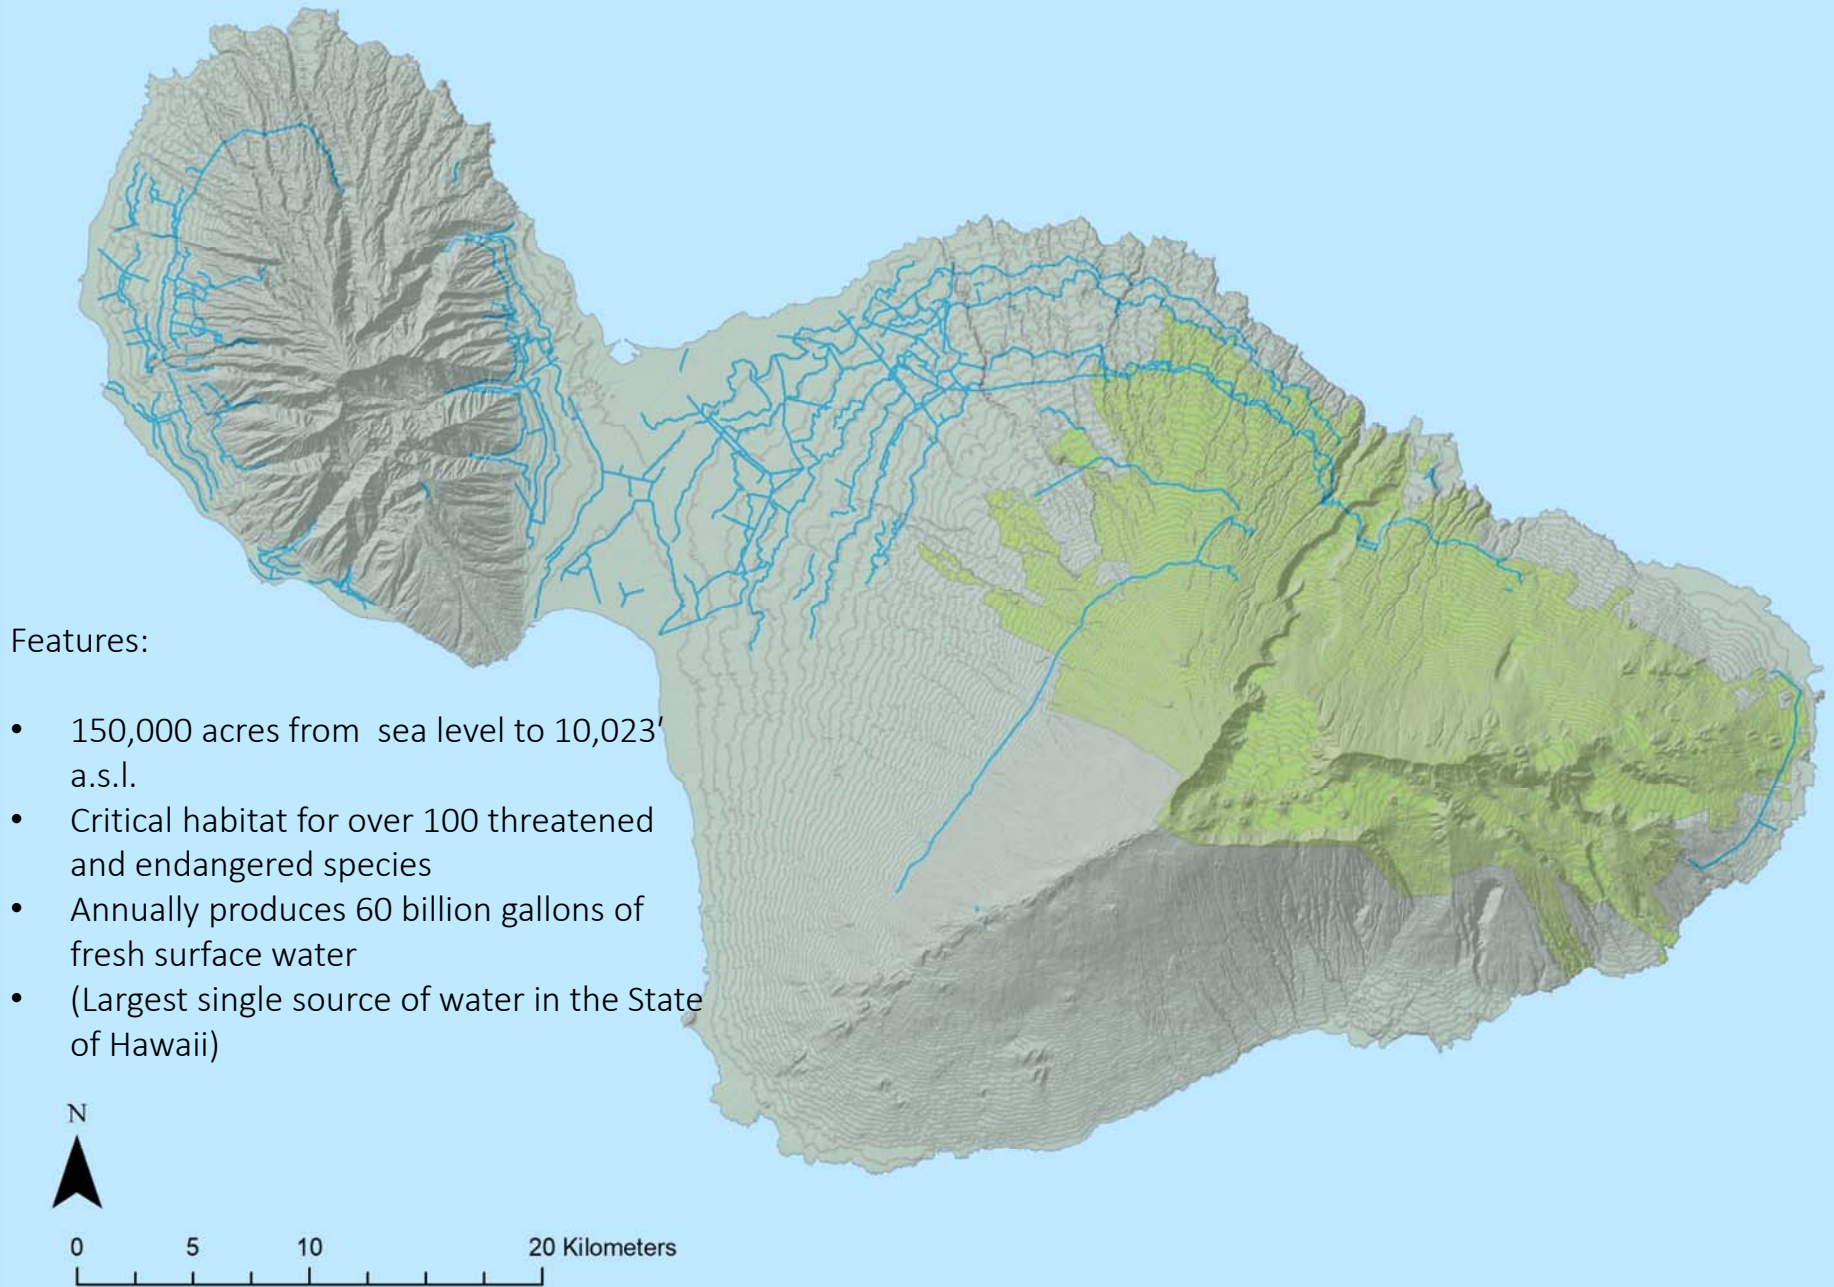 Features:
• 150,000 acres from  sea level to 10,023'
a.s.l.
• Critical habitat for over 100 threatened
and endangered species
• Annually produces 60 billion gallons of
fresh surface water
• (Largest single source of water in the State
of Hawaii)
N
0 5 10 20 Kilometers